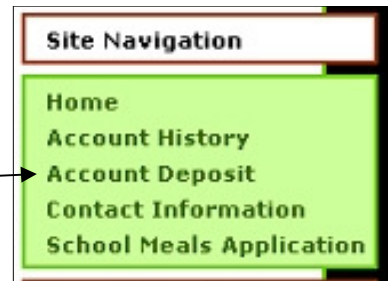 Site Navigation
Home
Account History
Account Deposit
Contact Information
School Meals Application